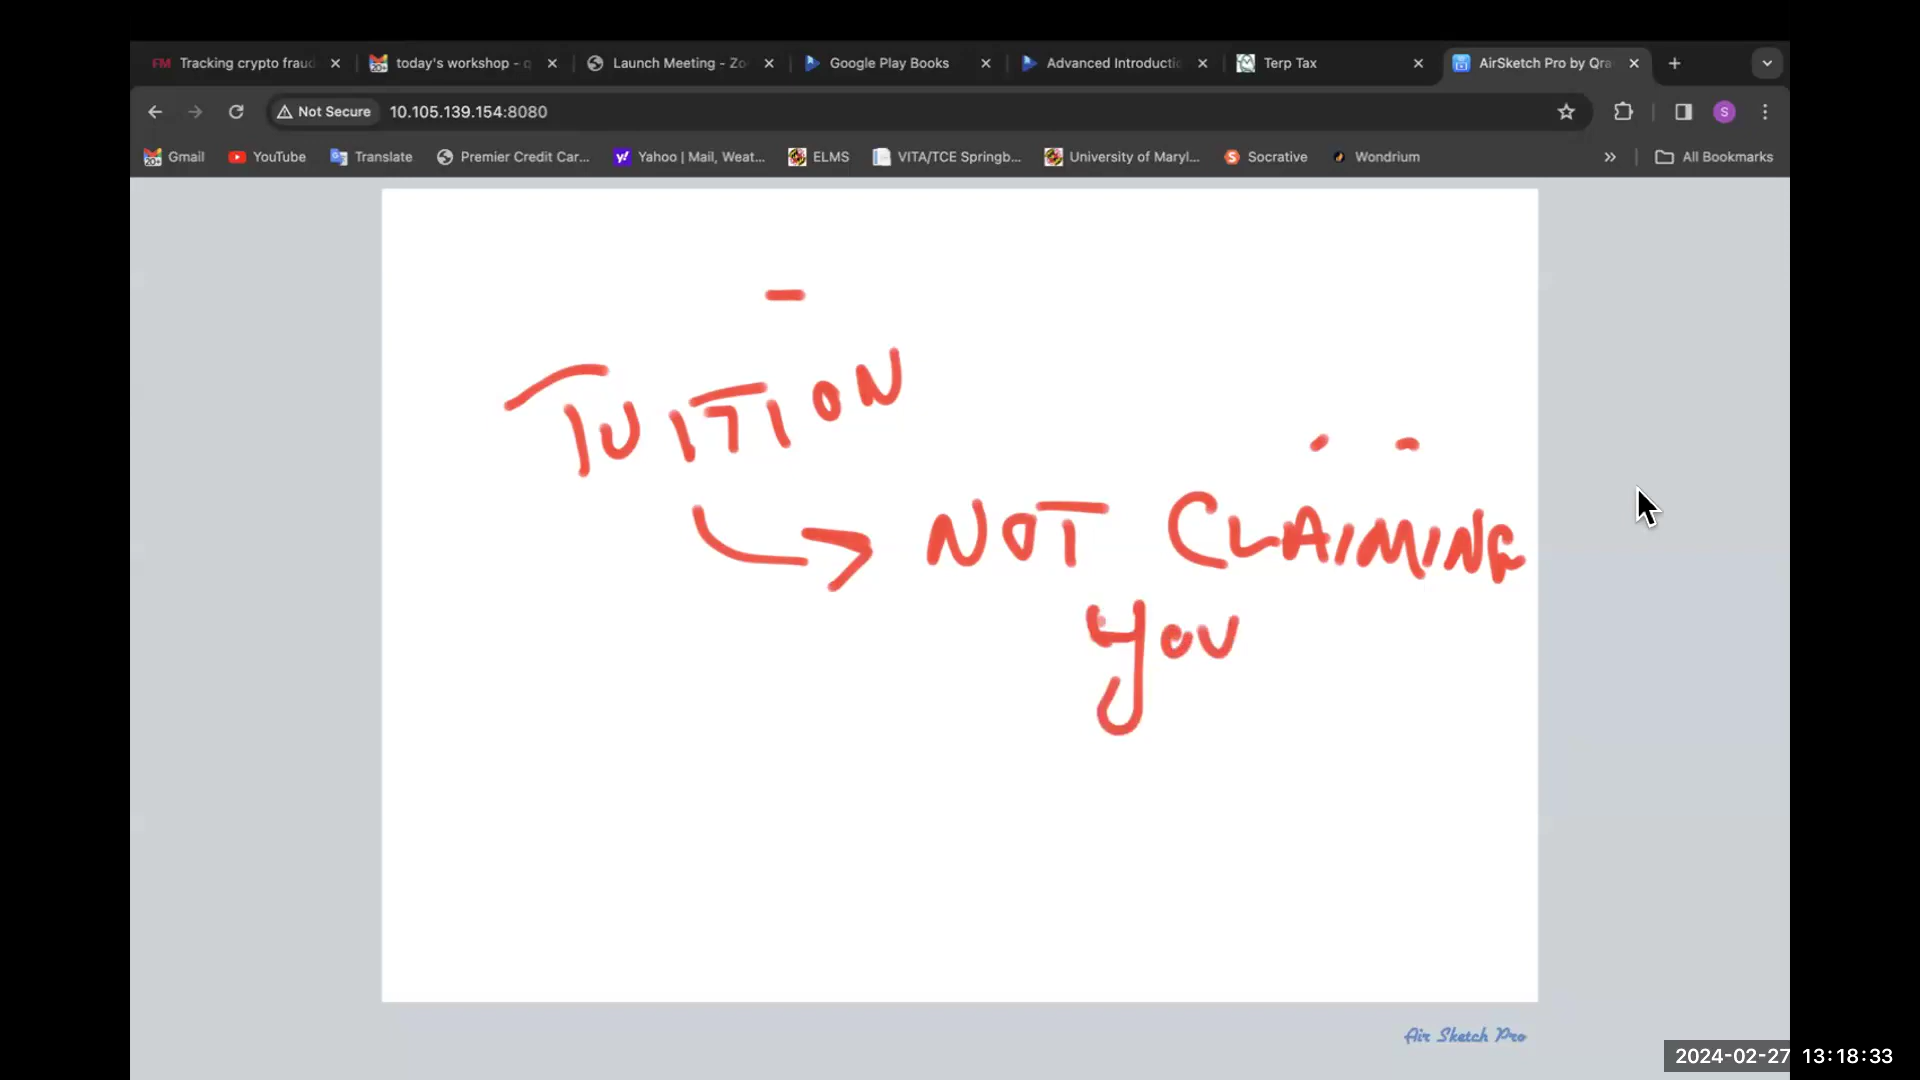 FM Tracking crypto fraud
today's workshop - q
Launch Meeting - Zo
Google Play Books
Advanced Introductio
Terp Tax
AirSketch Pro by Qra
Not Secure 10.105.139.154:8080
S
Gmail
YouTube
Translate
Premier Credit Car...
Yahoo | Mail, Weat...
ELMS
VITA/TCE Springb...
University of Maryl...
Socrative
Wondrium
All Bookmarks
TUITION
NOT CLAIMING
you
Air Sketch Pro
2024-02-27 13:18:33